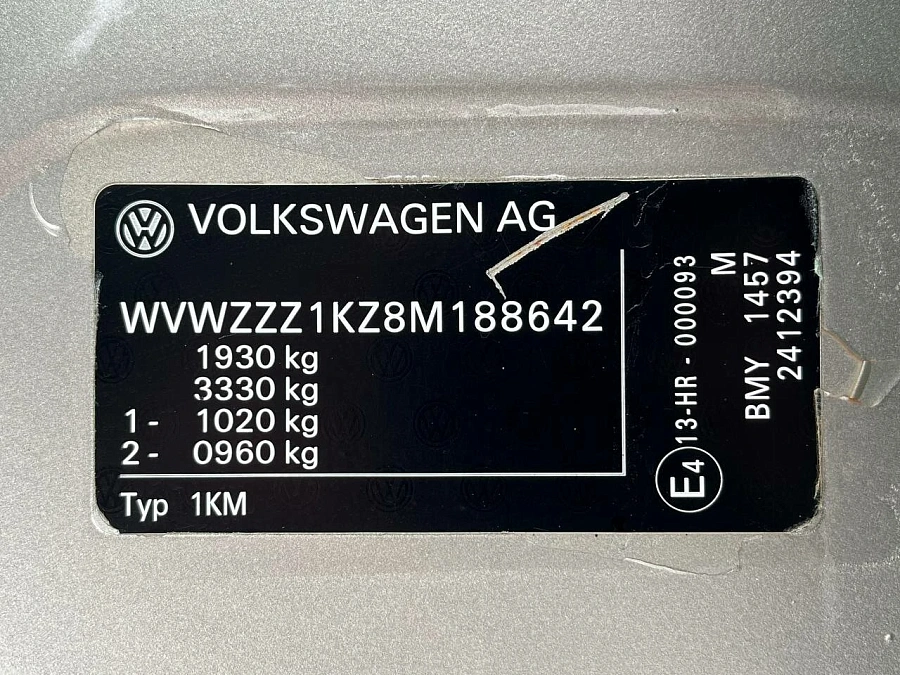 VOLKSWAGEN AG
WVWZZZ1KZ8M188642
1930 kg
3330 kg
1- 1020 kg
2- 0960 kg
Typ 1KM
E4 13-HR - 000093
M
BMY 1457
2412394